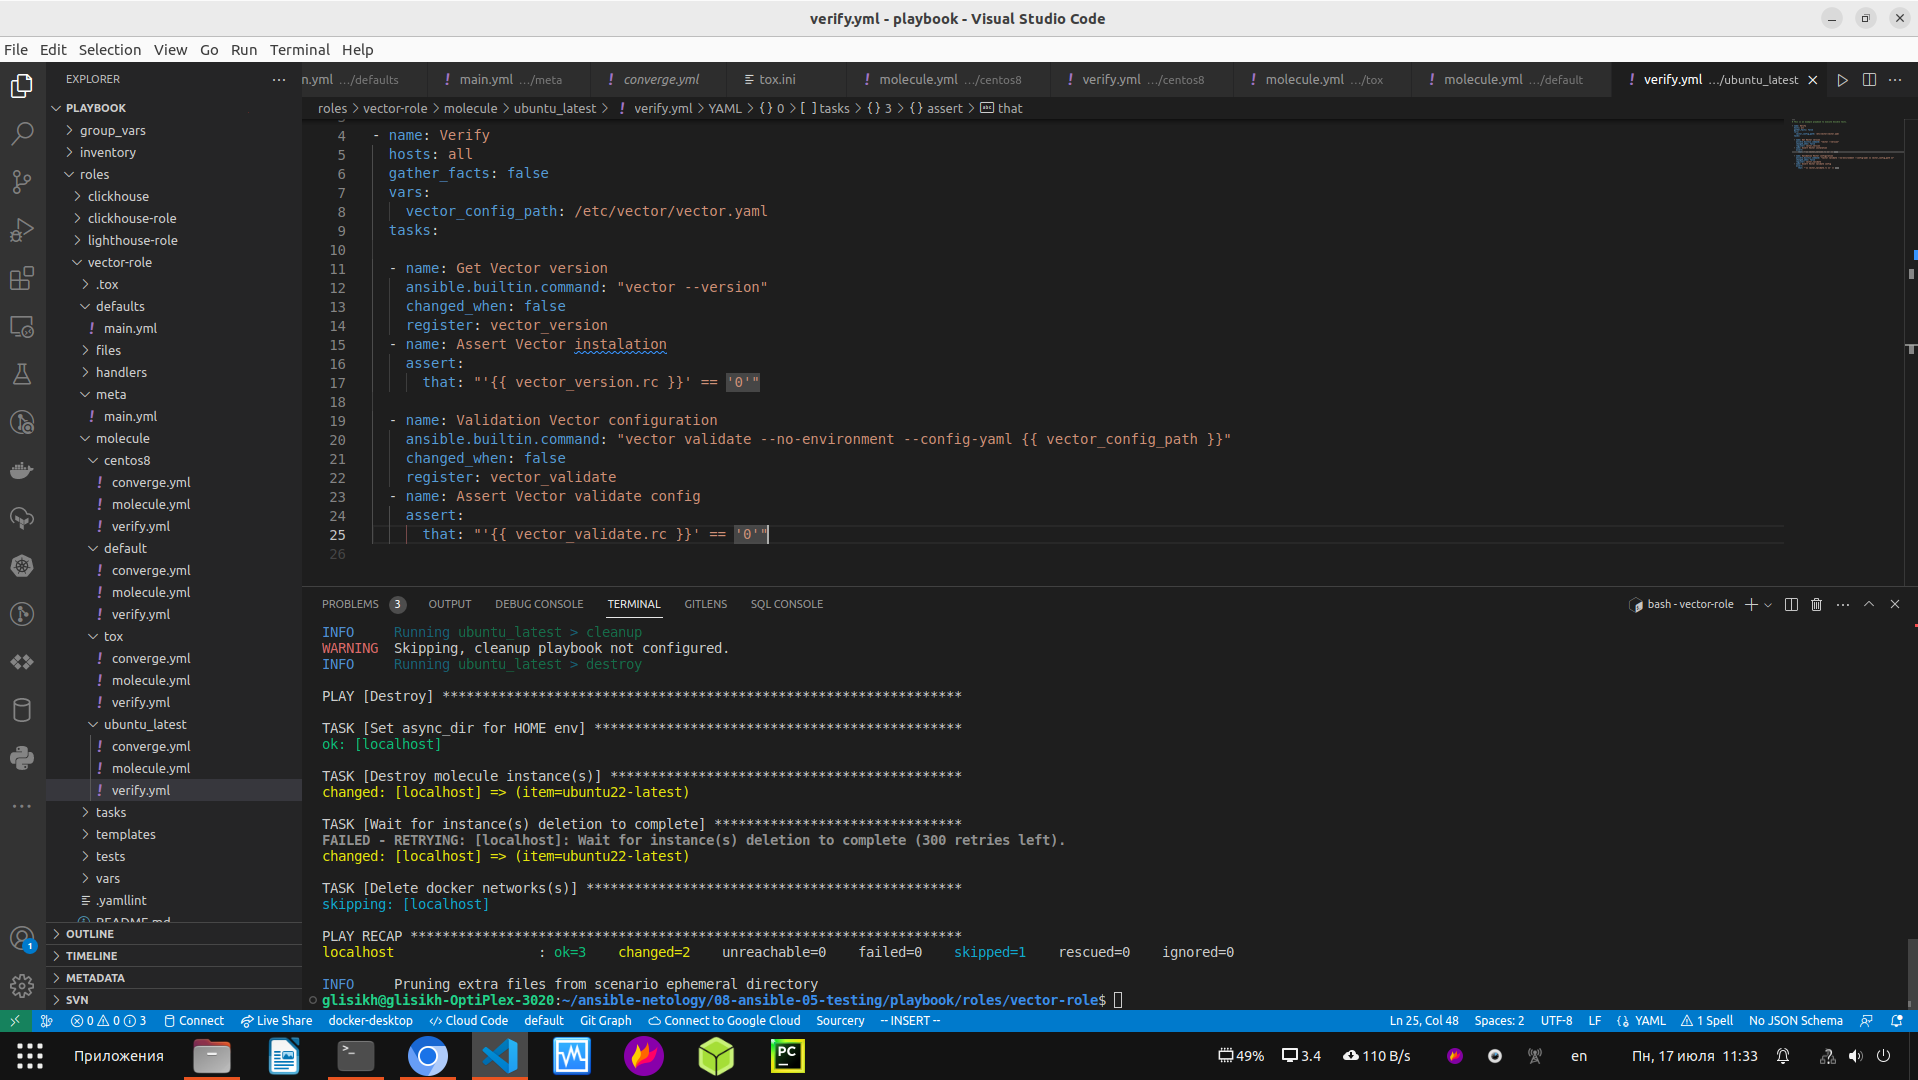 verify.yml - playbook - Visual Studio Code
File Edit Selection View Go Run Terminal Help
EXPLORER
n.yml .../defaults
main.yml .../meta
converge.yml
tox.ini
molecule.yml .../centos8
verify.yml .../centos8
molecule.yml .../tox
molecule.yml .../default
verify.yml .../ubuntu_latest
roles > vector-role > molecule > ubuntu_latest > verify.yml > YAML > {} 0 > [ ] tasks > {} 3 > {} assert > that
PLAYBOOK
group_vars
inventory
roles
clickhouse
clickhouse-role
lighthouse-role
vector-role
.tox
defaults
main.yml
files
handlers
meta
main.yml
molecule
centos8
converge.yml
molecule.yml
verify.yml
default
converge.yml
molecule.yml
verify.yml
tox
converge.yml
molecule.yml
verify.yml
ubuntu_latest
converge.yml
molecule.yml
verify.yml
tasks
templates
tests
vars
.yamllint
README.md
OUTLINE
TIMELINE
METADATA
SVN
4 - name: Verify
5 hosts: all
6 gather_facts: false
7 vars:
8 vector_config_path: /etc/vector/vector.yaml
9 tasks:
10
11 - name: Get Vector version
12 ansible.builtin.command: "vector --version"
13 changed_when: false
14 register: vector_version
15 - name: Assert Vector instalation
16 assert:
17 that: "'{{ vector_version.rc }}' == '0'"
18
19 - name: Validation Vector configuration
20 ansible.builtin.command: "vector validate --no-environment --config-yaml {{ vector_config_path }}"
21 changed_when: false
22 register: vector_validate
23 - name: Assert Vector validate config
24 assert:
25 that: "'{{ vector_validate.rc }}' == '0'"
26
PROBLEMS 3 OUTPUT DEBUG CONSOLE TERMINAL GITLENS SQL CONSOLE
bash - vector-role
INFO Running ubuntu_latest > cleanup
WARNING Skipping, cleanup playbook not configured.
INFO Running ubuntu_latest > destroy
PLAY [Destroy] *****************************************************************
TASK [Set async_dir for HOME env] **********************************************
ok: [localhost]
TASK [Destroy molecule instance(s)] ********************************************
changed: [localhost] => (item=ubuntu22-latest)
TASK [Wait for instance(s) deletion to complete] *******************************
FAILED - RETRYING: [localhost]: Wait for instance(s) deletion to complete (300 retries left).
changed: [localhost] => (item=ubuntu22-latest)
TASK [Delete docker networks(s)] ***********************************************
skipping: [localhost]
PLAY RECAP *********************************************************************
localhost : ok=3 changed=2 unreachable=0 failed=0 skipped=1 rescued=0 ignored=0
INFO Pruning extra files from scenario ephemeral directory
glisikh@glisikh-OptiPlex-3020:~/ansible-netology/08-ansible-05-testing/playbook/roles/vector-role$
1
0 0 3 Connect Live Share docker-desktop Cloud Code default Git Graph Connect to Google Cloud Sourcery -- INSERT --
Ln 25, Col 48 Spaces: 2 UTF-8 LF YAML 1 Spell No JSON Schema
Приложения
PC
49% 3.4 110 B/s en Пн, 17 июля 11:33